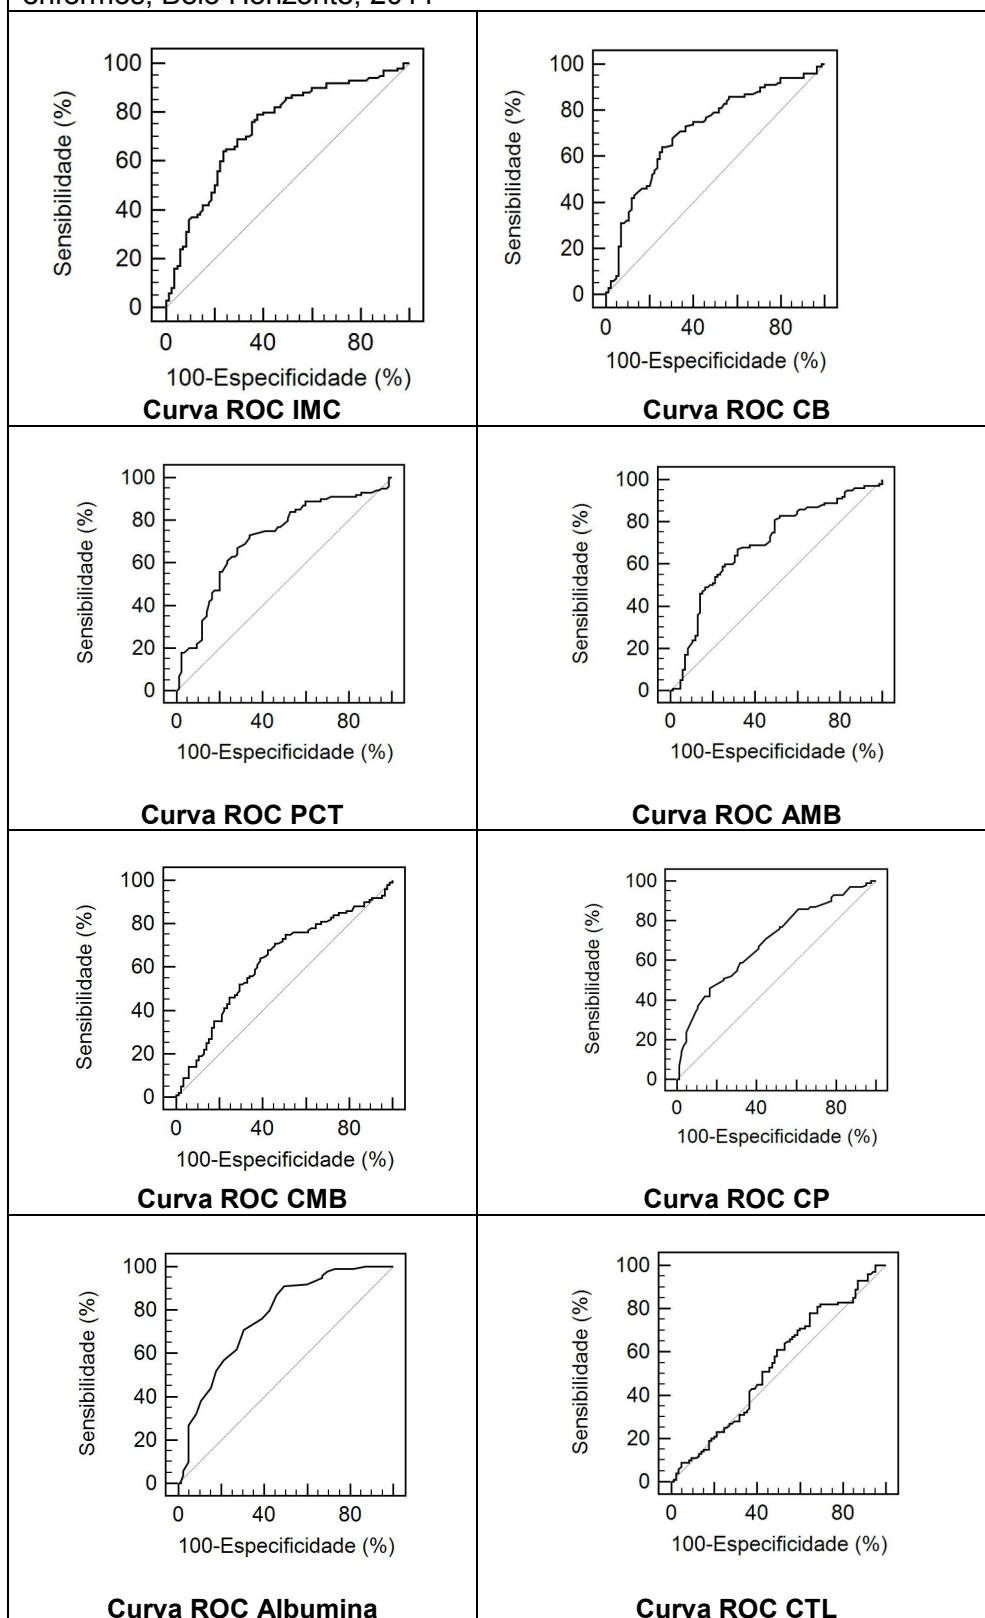 enfermos, Belo Horizonte, 2011
100
80
60
40
20
0
Sensibilidade (%)
0 40 80
100-Especificidade (%)
Curva ROC IMC
100
80
60
40
20
0
Sensibilidade (%)
0 40 80
100-Especificidade (%)
Curva ROC CB
100
80
60
40
20
0
Sensibilidade (%)
0 40 80
100-Especificidade (%)
Curva ROC PCT
100
80
60
40
20
0
Sensibilidade (%)
0 40 80
100-Especificidade (%)
Curva ROC AMB
100
80
60
40
20
0
Sensibilidade (%)
0 40 80
100-Especificidade (%)
Curva ROC CMB
100
80
60
40
20
0
Sensibilidade (%)
0 40 80
100-Especificidade (%)
Curva ROC CP
100
80
60
40
20
0
Sensibilidade (%)
0 40 80
100-Especificidade (%)
Curva ROC Albumina
100
80
60
40
20
0
Sensibilidade (%)
0 40 80
100-Especificidade (%)
Curva ROC CTL